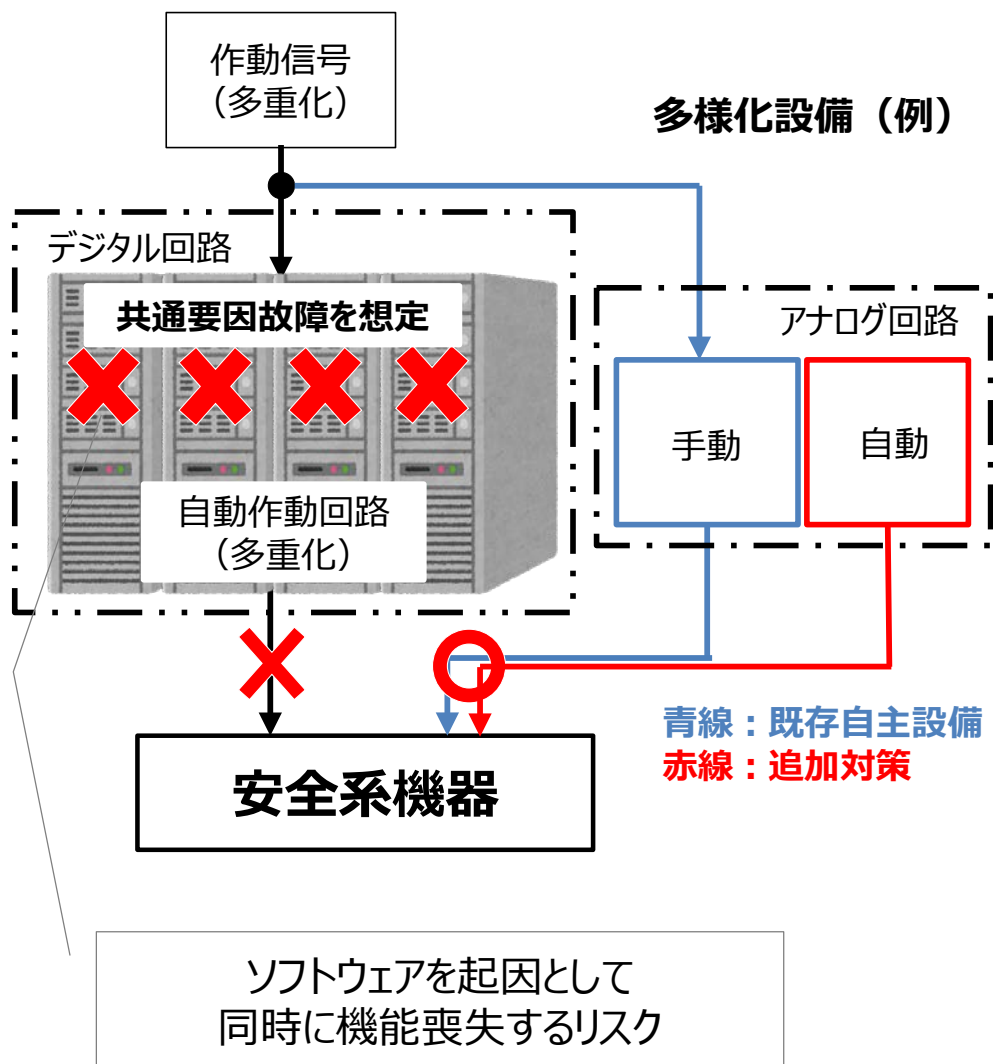 作動信号
（多重化）
多様化設備（例）
デジタル回路
共通要因故障を想定
アナログ回路
手動
自動
自動作動回路
（多重化）
青線：既存自主設備
赤線：追加対策
安全系機器
ソフトウェアを起因として
同時に機能喪失するリスク